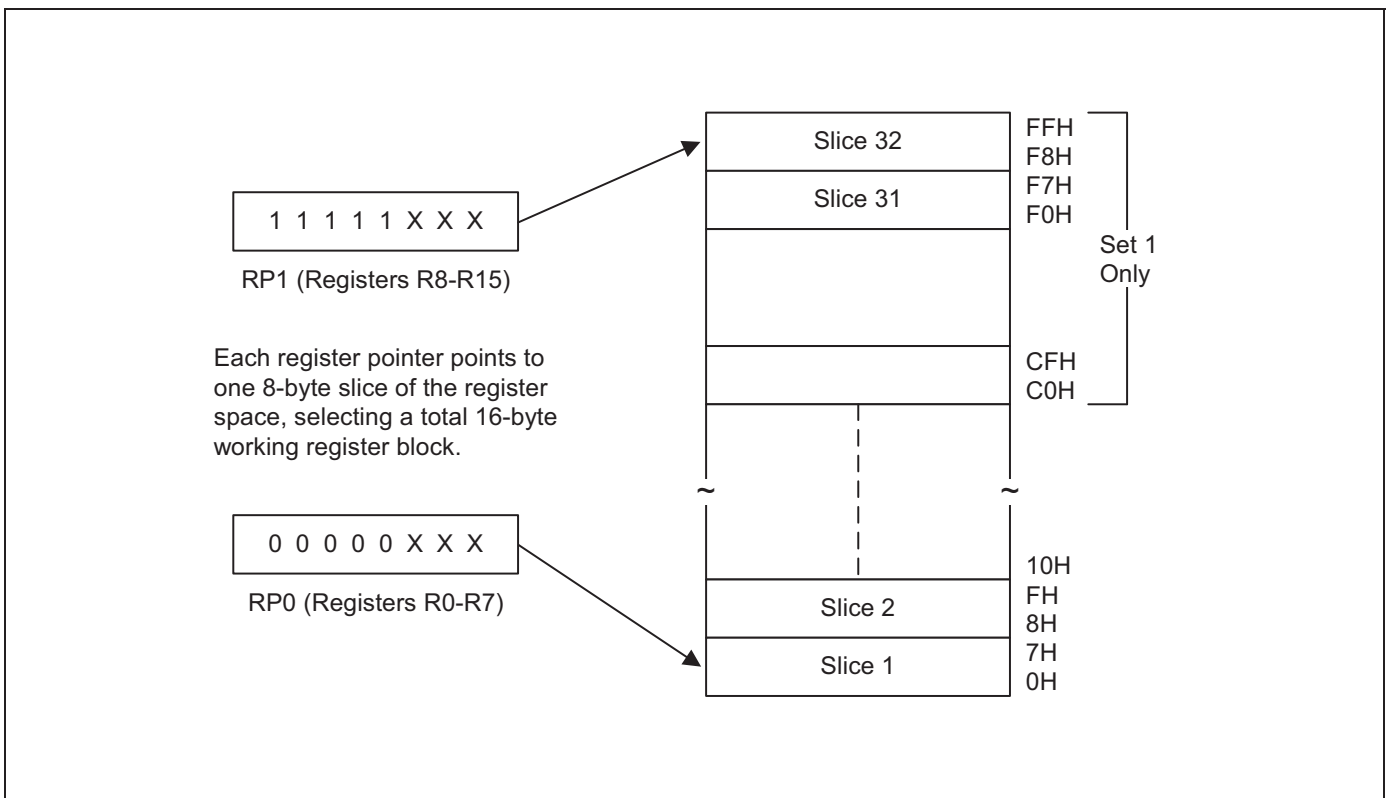 1 1 1 1 1 X X X
RP1 (Registers R8-R15)
Each register pointer points to
one 8-byte slice of the register
space, selecting a total 16-byte
working register block.
0 0 0 0 0 X X X
RP0 (Registers R0-R7)
Slice 32
Slice 31
~
~
Slice 2
Slice 1
FFH
F8H
F7H
F0H
CFH
C0H
10H
FH
8H
7H
0H
Set 1
Only